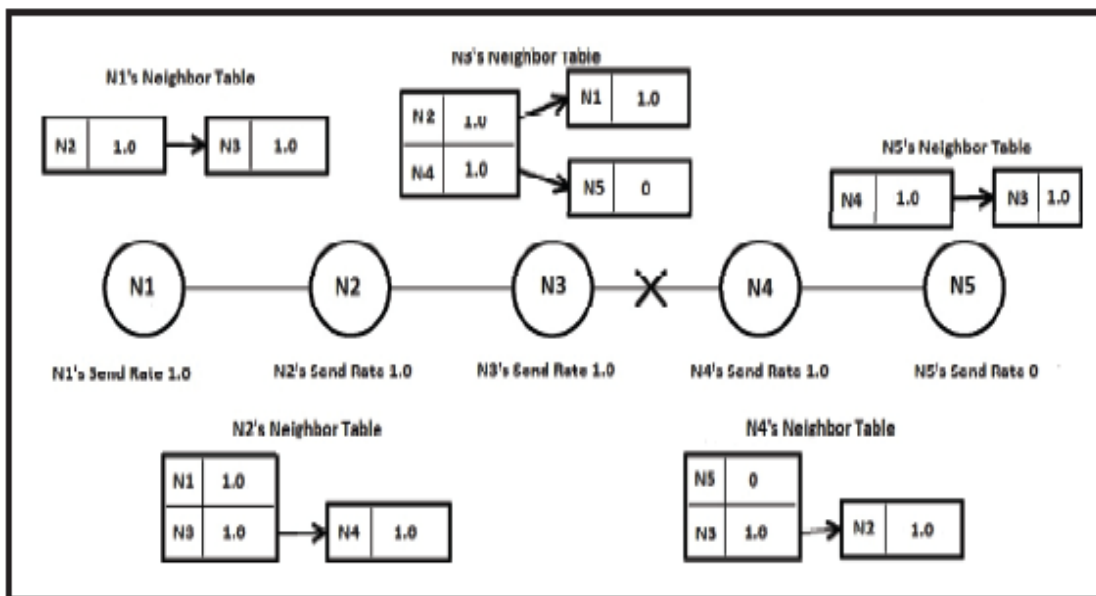 N3's Neighbor Table
N1's Neighbor Table
N2 1.0 N3 1.0
N2 1.0
N4 1.0
N1 1.0
N5 0
N5's Neighbor Table
N4 1.0 N3 1.0
N1 N2 N3 X N4 N5
N1's Send Rate 1.0 N2's Send Rate 1.0 N3's Send Rate 1.0 N4's Send Rate 1.0 N5's Send Rate 0
N2's Neighbor Table
N1 1.0
N3 1.0
N4 1.0
N4's Neighbor Table
N5 0
N3 1.0
N2 1.0